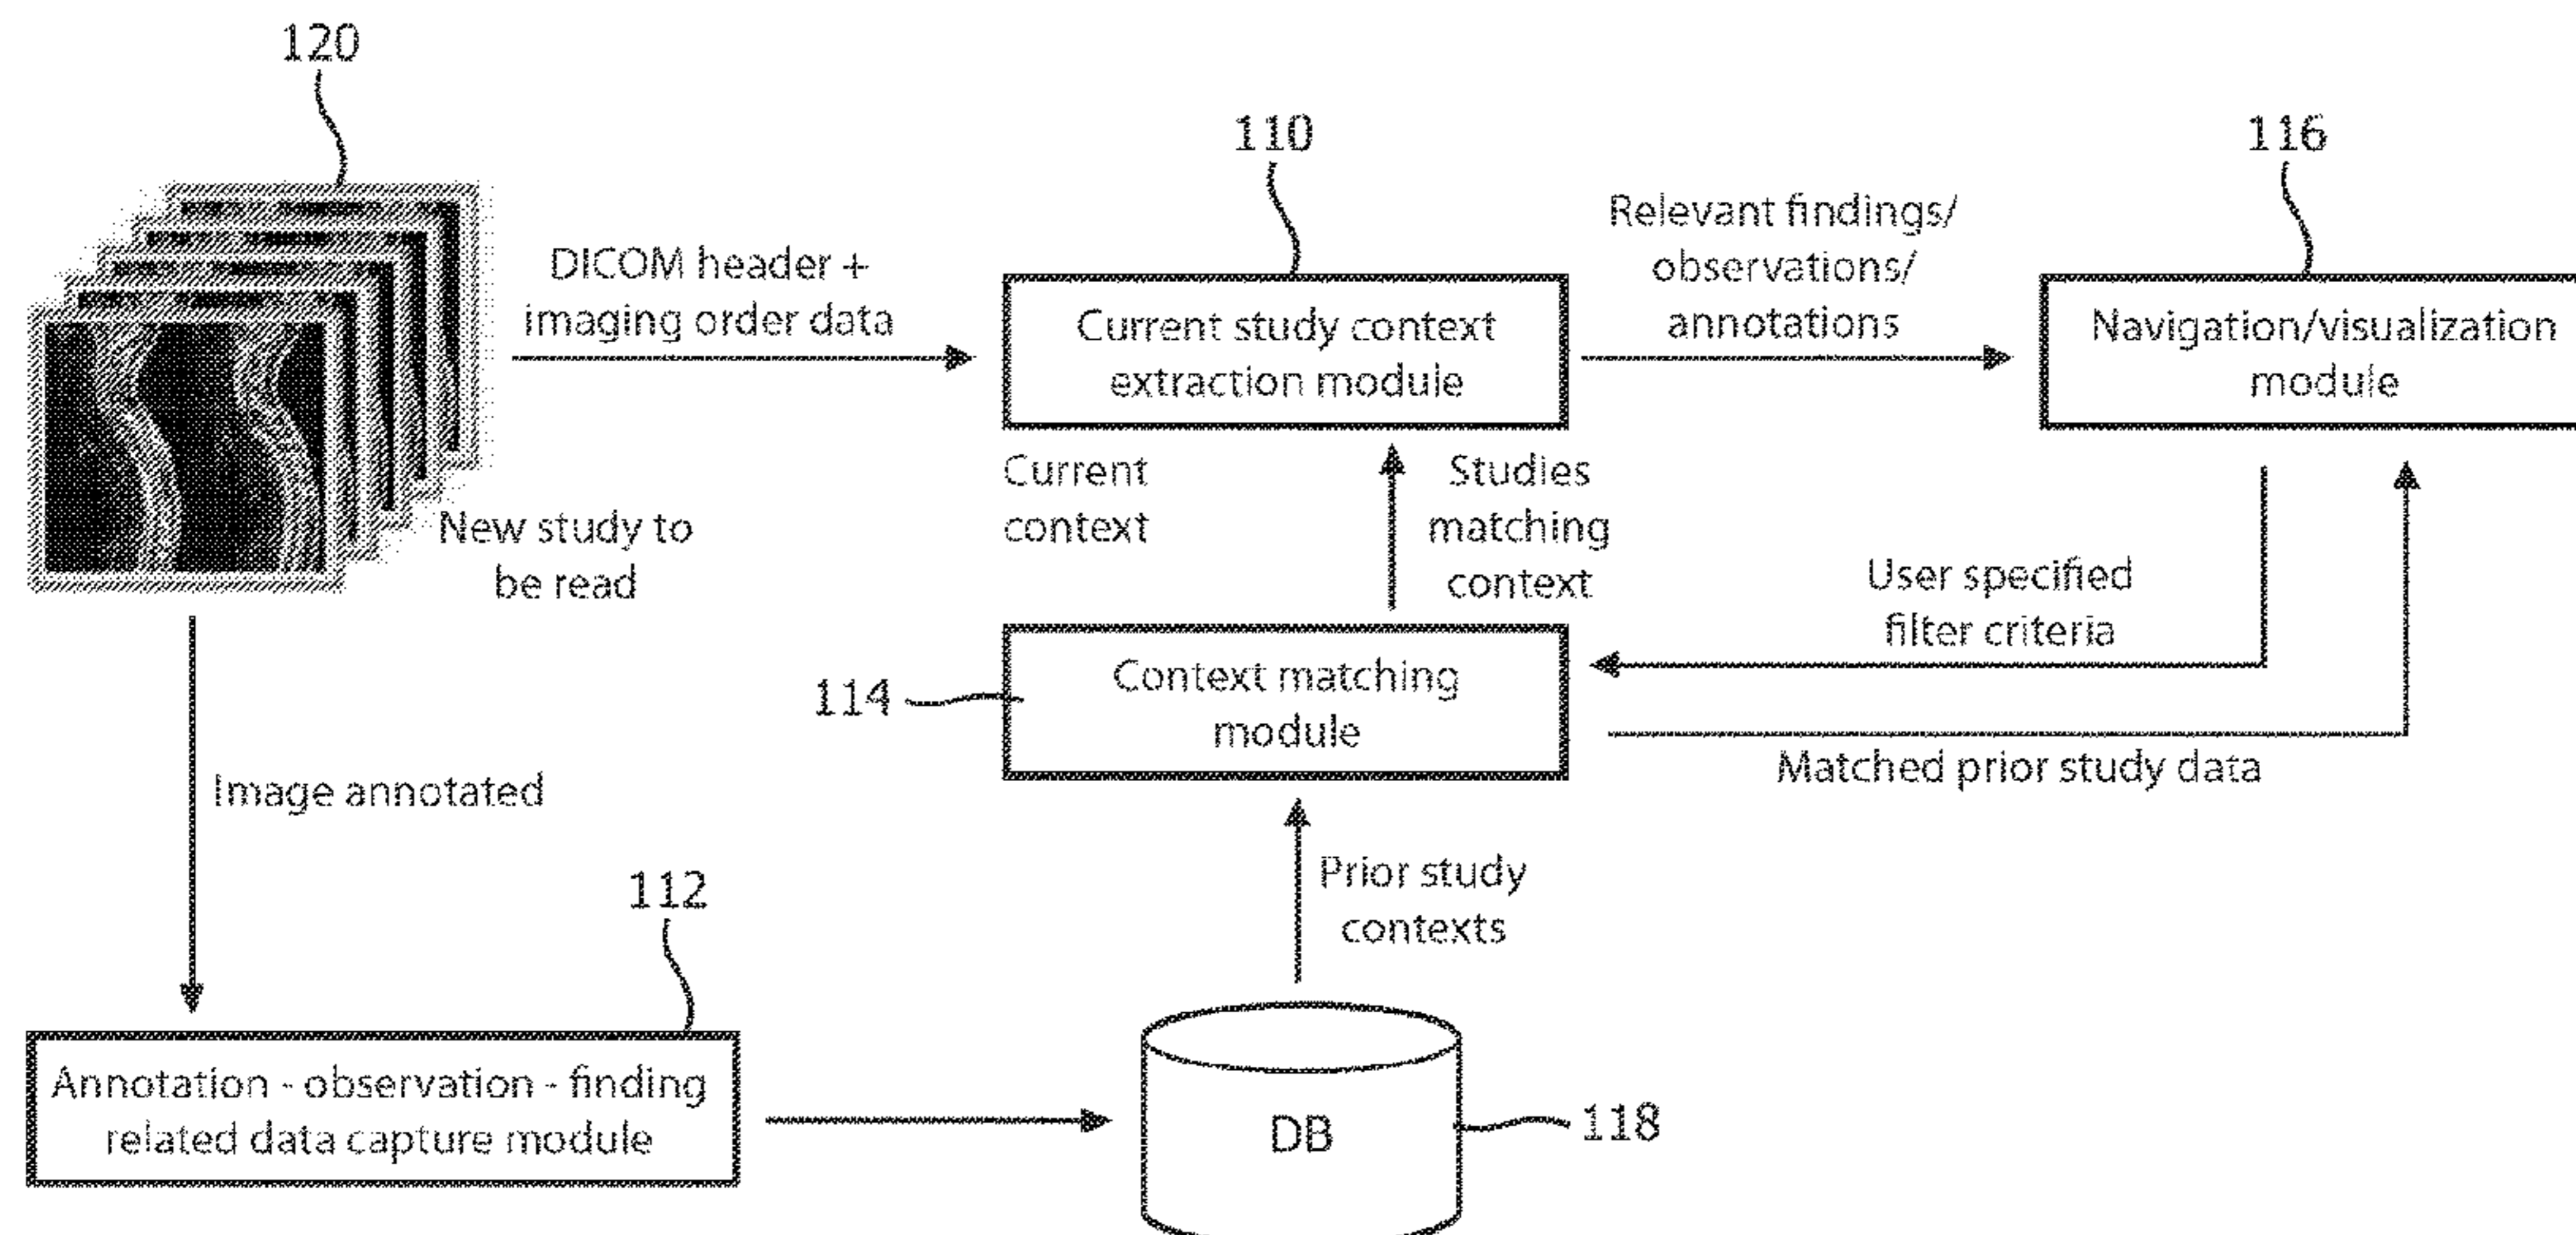 120
110
116
DICOM header +
imaging order data
Relevant findings/
observations/
annotations
Current study context
extraction module
Navigation/visualization
module
New study to
be read
Current
context
Studies
matching
context
User specified
filter criteria
114
Context matching
module
Matched prior study data
Image annotated
112
Prior study
contexts
Annotation - observation - finding
related data capture module
DB
118